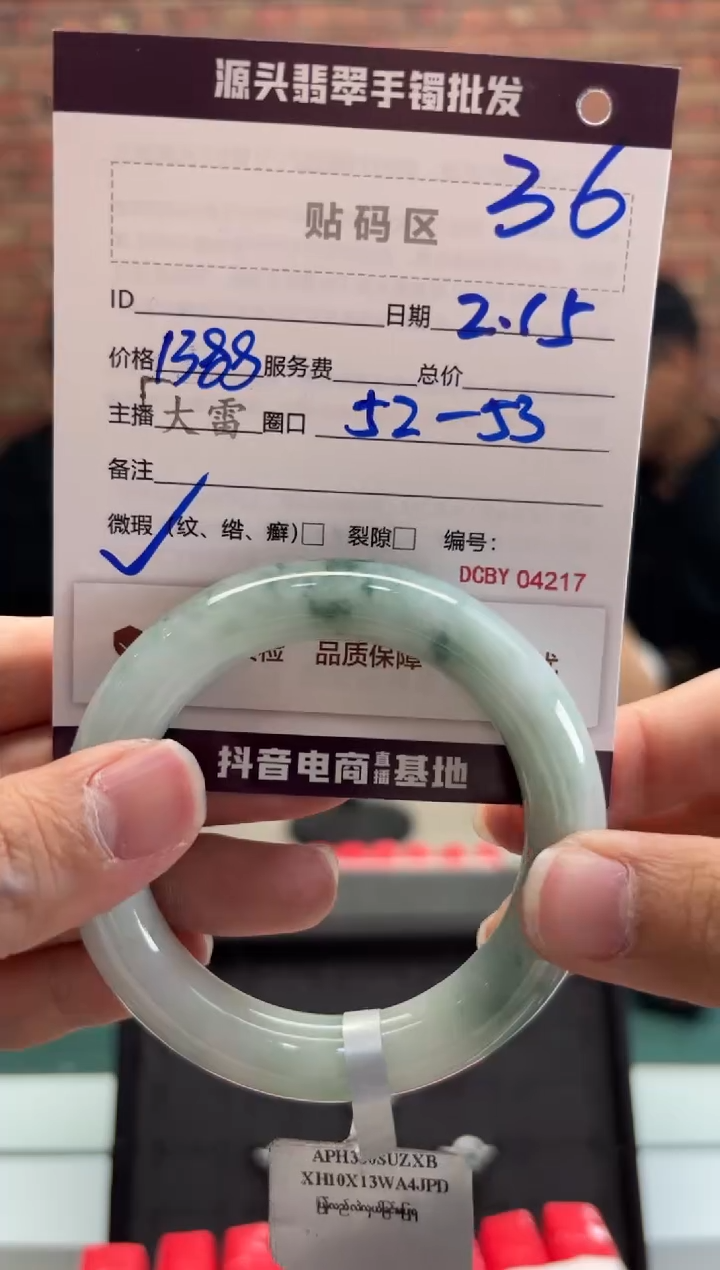 源头翡翠手镯批发
36
贴码区
ID 日期 2.15
价格 1388 服务费 总价
主播 大雷 圈口 52-53
备注
微瑕 ✓ (纹、绺、癣)□ 裂隙□ 编号：
DCBY 04217
检 品质保障
抖音电商直播基地
XH10X13WA4JPD